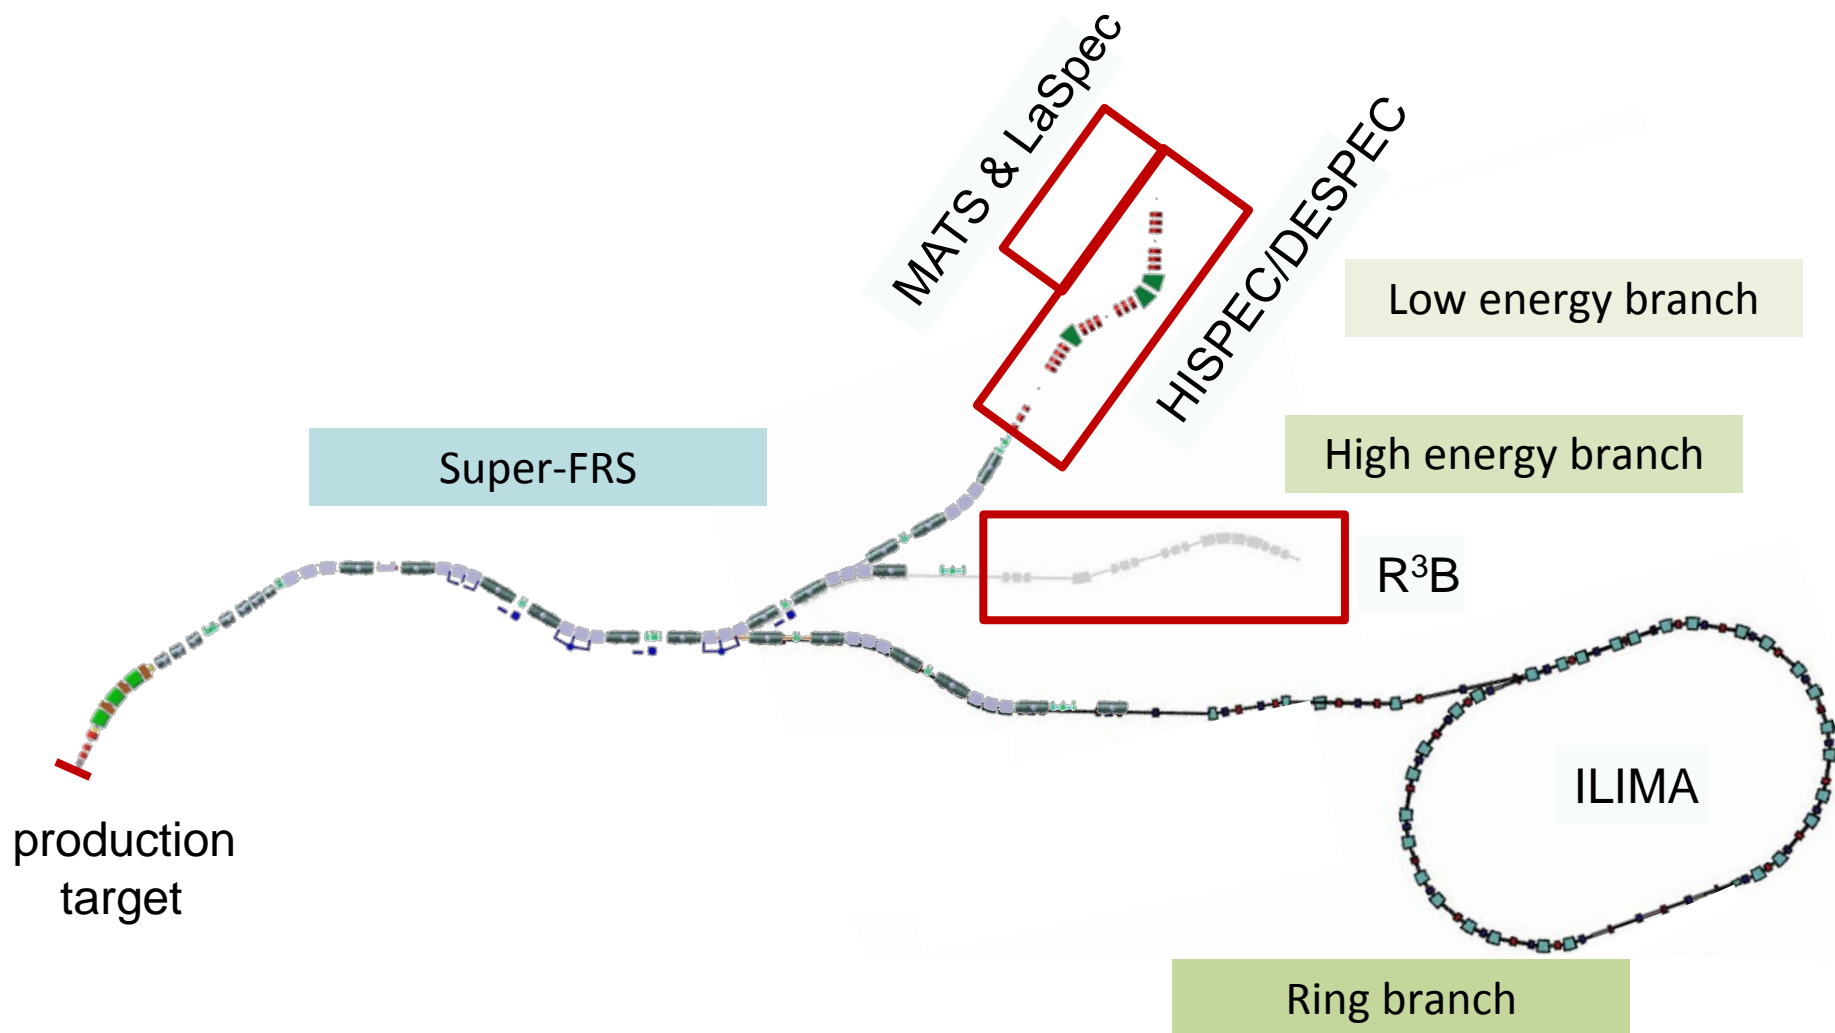 MATS & LaSpec
HISPEC/DESPEC
Low energy branch
High energy branch
Super-FRS
R³B
ILIMA
production
target
Ring branch